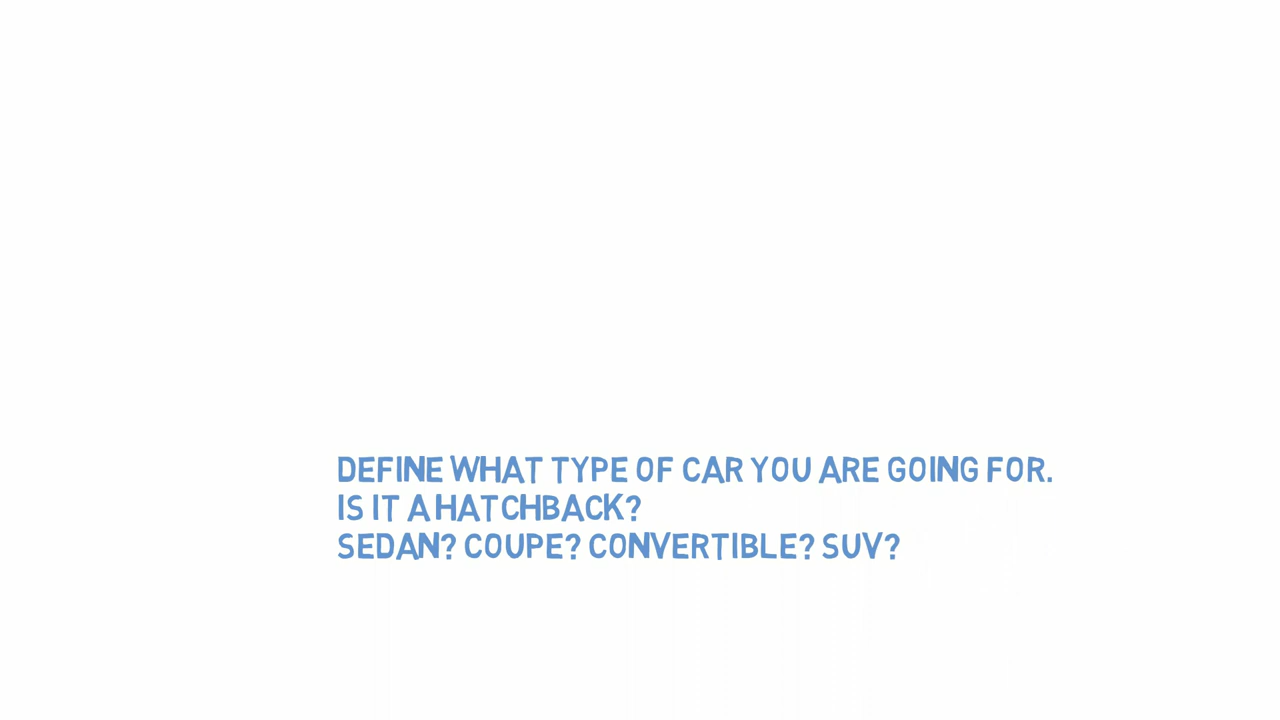 DEFINE WHAT TYPE OF CAR YOU ARE GOING FOR.
IS IT A HATCHBACK?
SEDAN? COUPE? CONVERTIBLE? SUV?